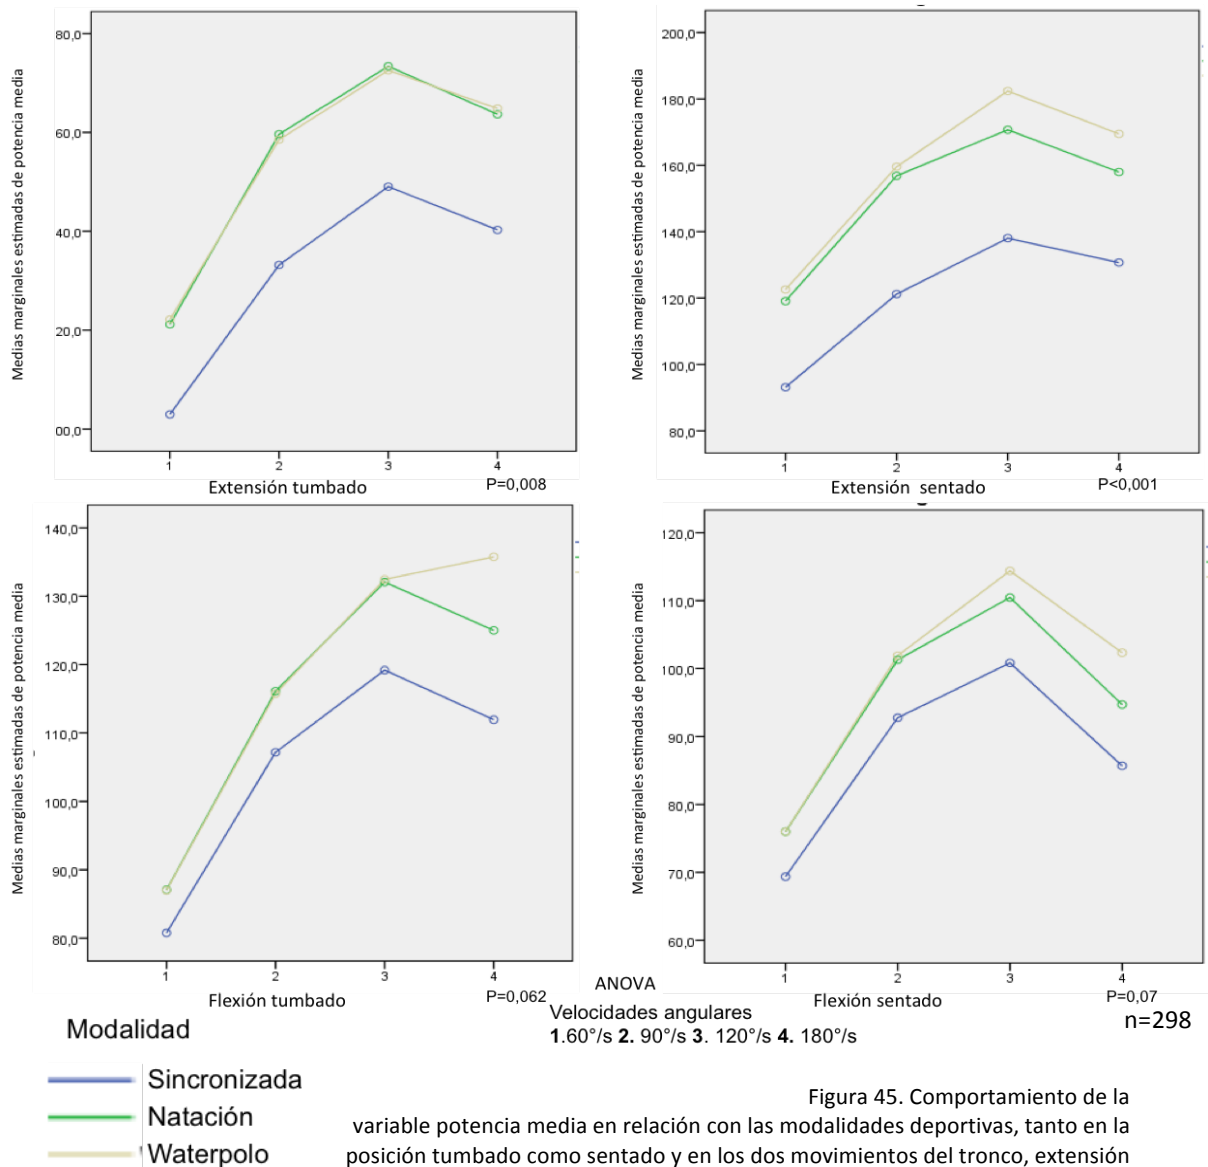 Medias marginales estimadas de potencia media
80,0
60,0
40,0
20,0
00,0
1 2 3 4
Extensión tumbado P=0,008
Medias marginales estimadas de potencia media
200,0
180,0
160,0
140,0
120,0
100,0
80,0
1 2 3 4
Extensión sentado P<0,001
Medias marginales estimadas de potencia media
140,0
130,0
120,0
110,0
100,0
90,0
80,0
1 2 3 4
Flexión tumbado P=0,062
Medias marginales estimadas de potencia media
120,0
110,0
100,0
90,0
80,0
70,0
60,0
1 2 3 4
Flexión sentado P=0,07
ANOVA
Velocidades angulares
1.60°/s 2. 90°/s 3. 120°/s 4. 180°/s
n=298
Modalidad
Sincronizada
Natación
Waterpolo
Figura 45. Comportamiento de la
variable potencia media en relación con las modalidades deportivas, tanto en la
posición tumbado como sentado y en los dos movimientos del tronco, extensión